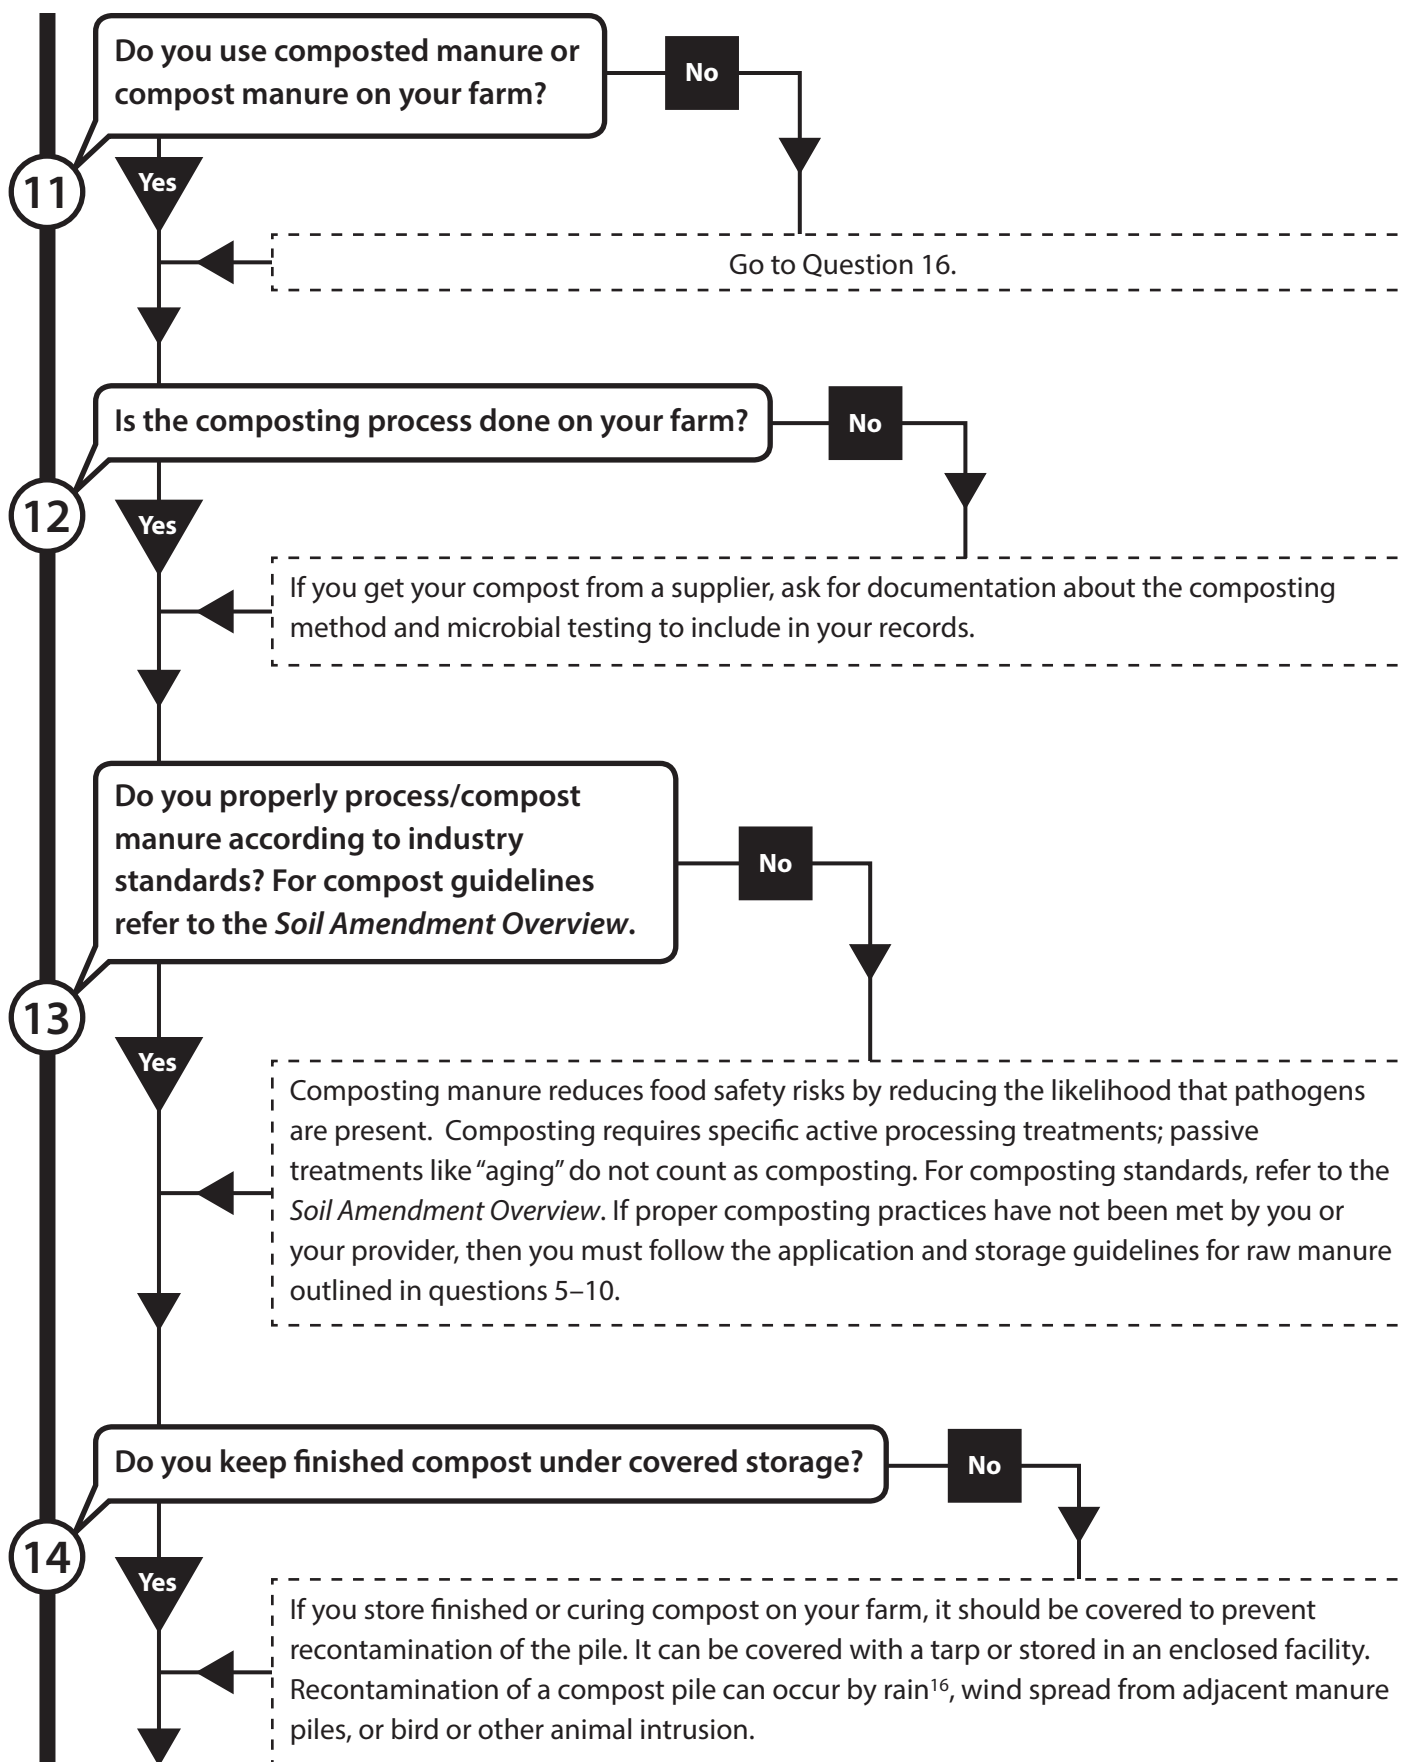 Do you use composted manure or
compost manure on your farm?
No
11
Yes
Go to Question 16.
Is the composting process done on your farm?
No
12
Yes
If you get your compost from a supplier, ask for documentation about the composting
method and microbial testing to include in your records.
Do you properly process/compost
manure according to industry
standards? For compost guidelines
refer to the Soil Amendment Overview.
No
13
Yes
Composting manure reduces food safety risks by reducing the likelihood that pathogens
are present.  Composting requires specific active processing treatments; passive
treatments like “aging” do not count as composting. For composting standards, refer to the
Soil Amendment Overview. If proper composting practices have not been met by you or
your provider, then you must follow the application and storage guidelines for raw manure
outlined in questions 5–10.
Do you keep finished compost under covered storage?
No
14
Yes
If you store finished or curing compost on your farm, it should be covered to prevent
recontamination of the pile. It can be covered with a tarp or stored in an enclosed facility.
Recontamination of a compost pile can occur by rain¹⁶, wind spread from adjacent manure
piles, or bird or other animal intrusion.